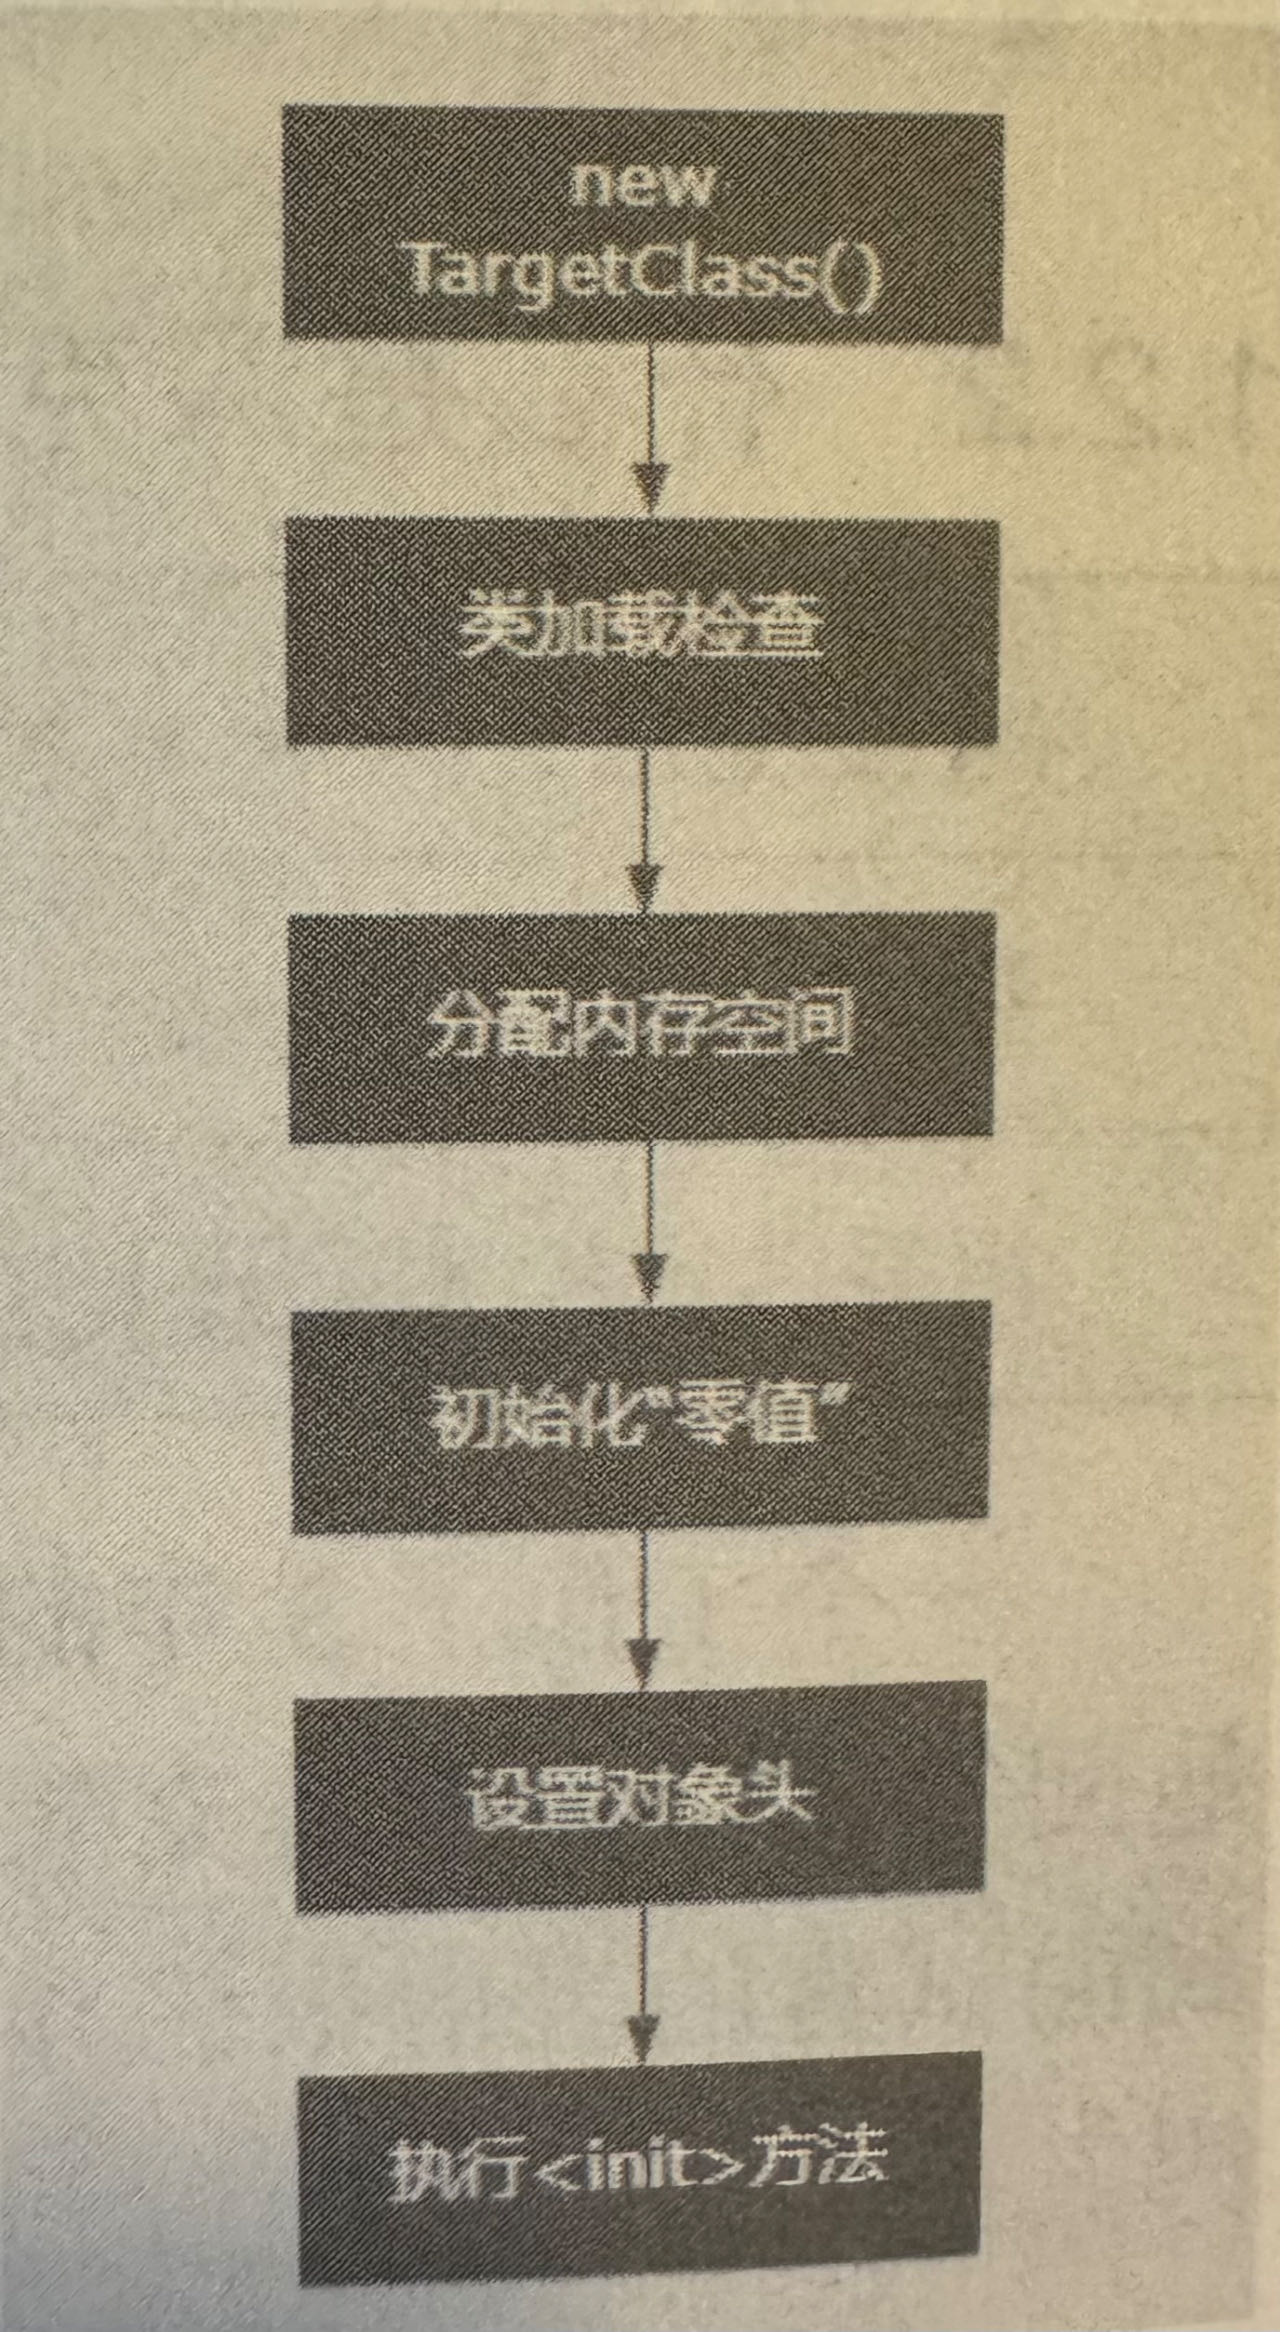 new
TargetClass()
类加载检查
分配内存空间
初始化“零值”
设置对象头
执行<init>方法